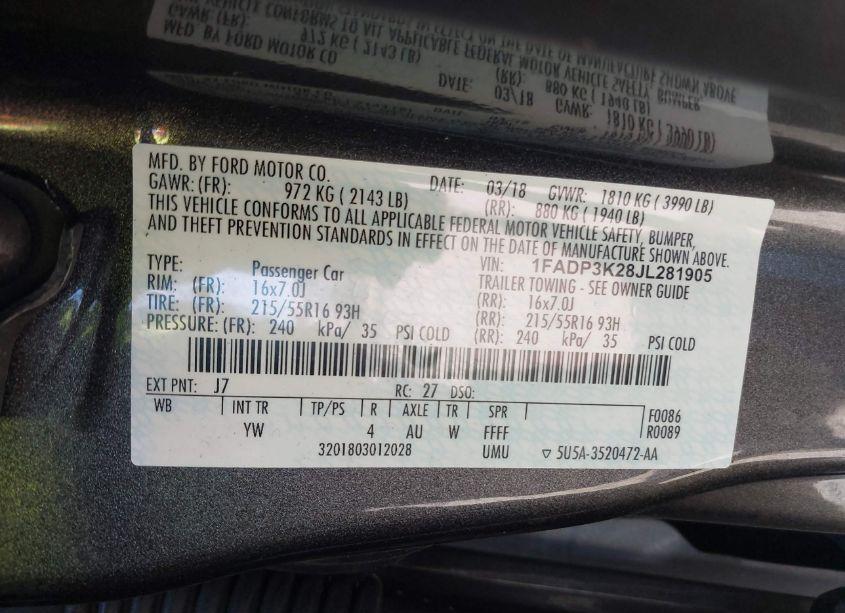 MFD. BY FORD MOTOR CO. DATE: 03/18 GVWR: 1810 KG ( 3990 LB)
GAWR: (FR): 972 KG ( 2143 LB) (RR): 880 KG ( 1940 LB)
THIS VEHICLE CONFORMS TO ALL APPLICABLE FEDERAL MOTOR VEHICLE SAFETY, BUMPER,
AND THEFT PREVENTION STANDARDS IN EFFECT ON THE DATE OF MANUFACTURE SHOWN ABOVE.
VIN: 1FADP3K28JL281905
TYPE: Passenger Car TRAILER TOWING - SEE OWNER GUIDE
RIM: (FR): 16x7.0J (RR): 16x7.0J
TIRE: (FR): 215/55R16 93H (RR): 215/55R16 93H
PRESSURE: (FR): 240 kPa/ 35 PSI COLD (RR): 240 kPa/ 35 PSI COLD
EXT PNT: J7 RC: 27 DSO:
WB INT TR TP/PS R AXLE TR SPR F0086
YW 4 AU W FFFF R0089
3201803012028 UMU ▽ 5U5A-3520472-AA